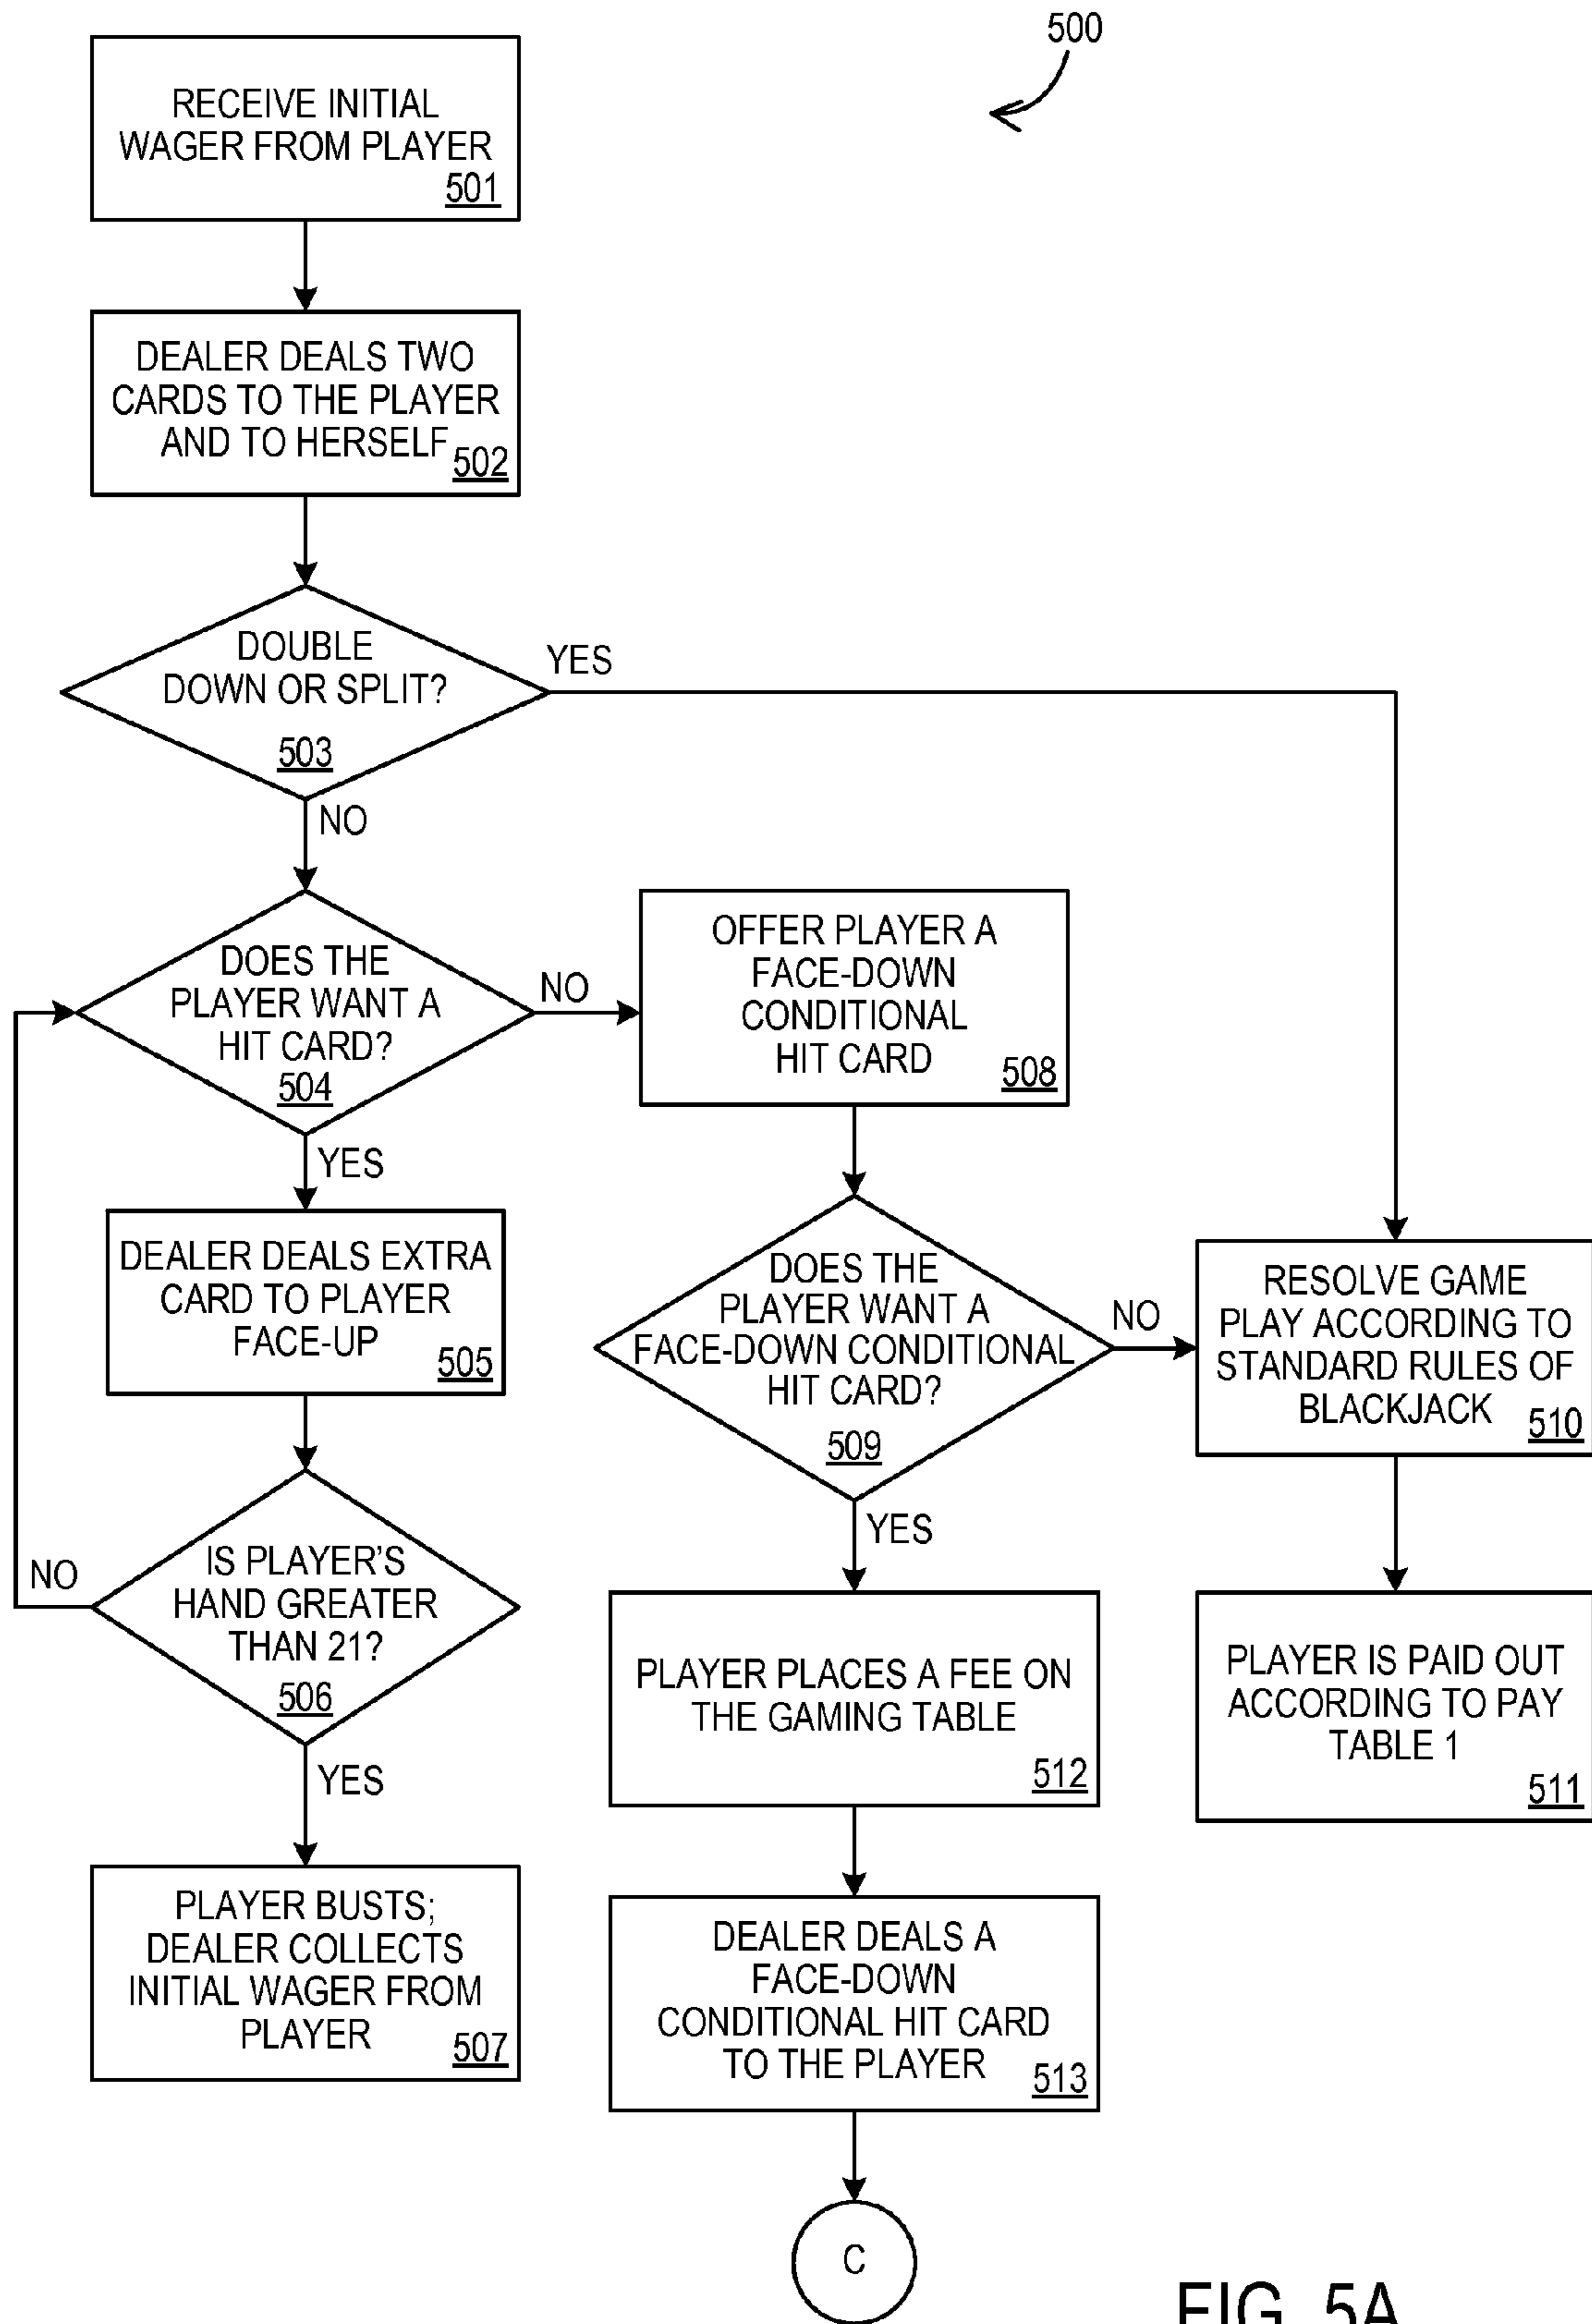 500
RECEIVE INITIAL
WAGER FROM PLAYER
501
DEALER DEALS TWO
CARDS TO THE PLAYER
AND TO HERSELF
502
DOUBLE
DOWN OR SPLIT?
503
YES
NO
DOES THE
PLAYER WANT A
HIT CARD?
504
NO
YES
OFFER PLAYER A
FACE-DOWN
CONDITIONAL
HIT CARD
508
DEALER DEALS EXTRA
CARD TO PLAYER
FACE-UP
505
DOES THE
PLAYER WANT A
FACE-DOWN CONDITIONAL
HIT CARD?
509
NO
YES
RESOLVE GAME
PLAY ACCORDING TO
STANDARD RULES OF
BLACKJACK
510
IS PLAYER'S
HAND GREATER
THAN 21?
506
NO
YES
PLAYER PLACES A FEE ON
THE GAMING TABLE
512
PLAYER IS PAID OUT
ACCORDING TO PAY
TABLE 1
511
PLAYER BUSTS;
DEALER COLLECTS
INITIAL WAGER FROM
PLAYER
507
DEALER DEALS A
FACE-DOWN
CONDITIONAL HIT CARD
TO THE PLAYER
513
C
FIG. 5A